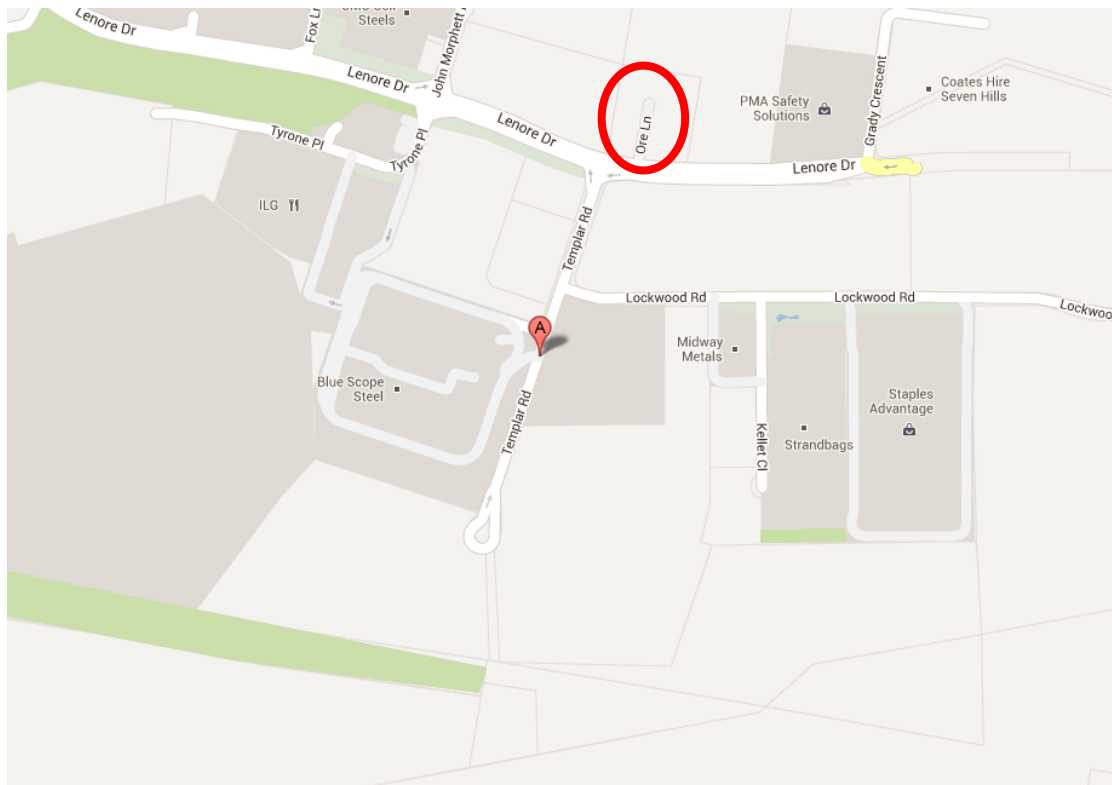 Lenore Dr
Fox Ln
Steels
John Morphett
Lenore Dr
Tyrone Pl
Tyrone Pl
Lenore Dr
Ore Ln
PMA Safety
Solutions
Grady Crescent
Coates Hire
Seven Hills
Lenore Dr
ILG
Templar Rd
Lockwood Rd
Lockwood Rd
Lockwoo
A
Midway
Metals
Blue Scope
Steel
Templar Rd
Staples
Advantage
Kellet Cl
Strandbags